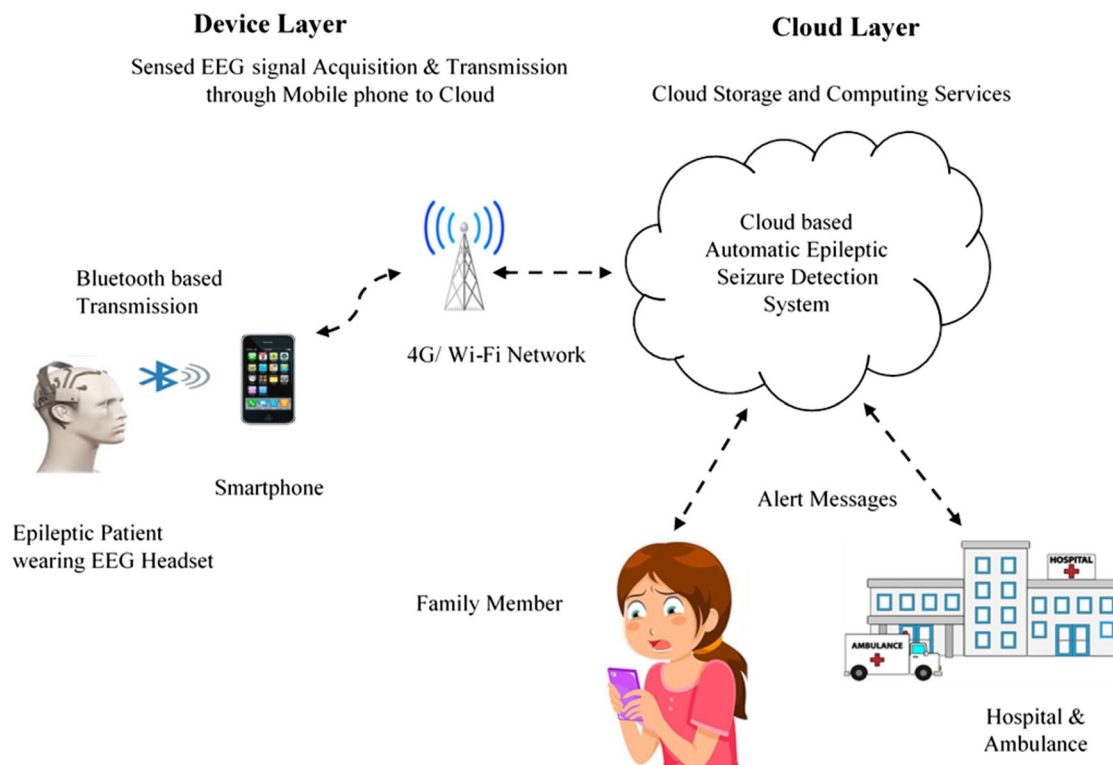 Device Layer
Sensed EEG signal Acquisition & Transmission
through Mobile phone to Cloud
Cloud Layer
Cloud Storage and Computing Services
Cloud based
Automatic Epileptic
Seizure Detection
System
Bluetooth based
Transmission
4G/ Wi-Fi Network
Smartphone
Epileptic Patient
wearing EEG Headset
Alert Messages
Family Member
HOSPITAL
AMBULANCE
Hospital &
Ambulance